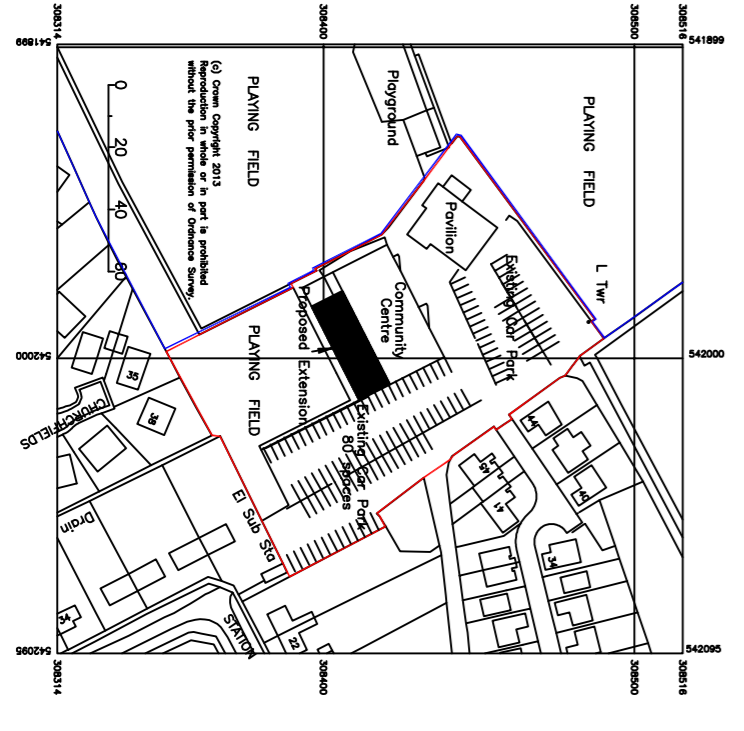 308314
308400
308500
308516
541899
541899
PLAYING FIELD
Playground
PLAYING FIELD
(c) Crown Copyright 2013
Reproduction in whole or in part is prohibited
without the prior permission of Ordnance Survey.
0
20
40
80
Pavilion
L Twr
Existing Car Park
Community
Centre
Proposed Extension
PLAYING FIELD
542000
542000
Existing Car Park
80 spaces
35
38
CHURCHFIELDS
44
45
40
34
El Sub Sta
Drain
34
STATION
22
542095
542095
308314
308400
308500
308516